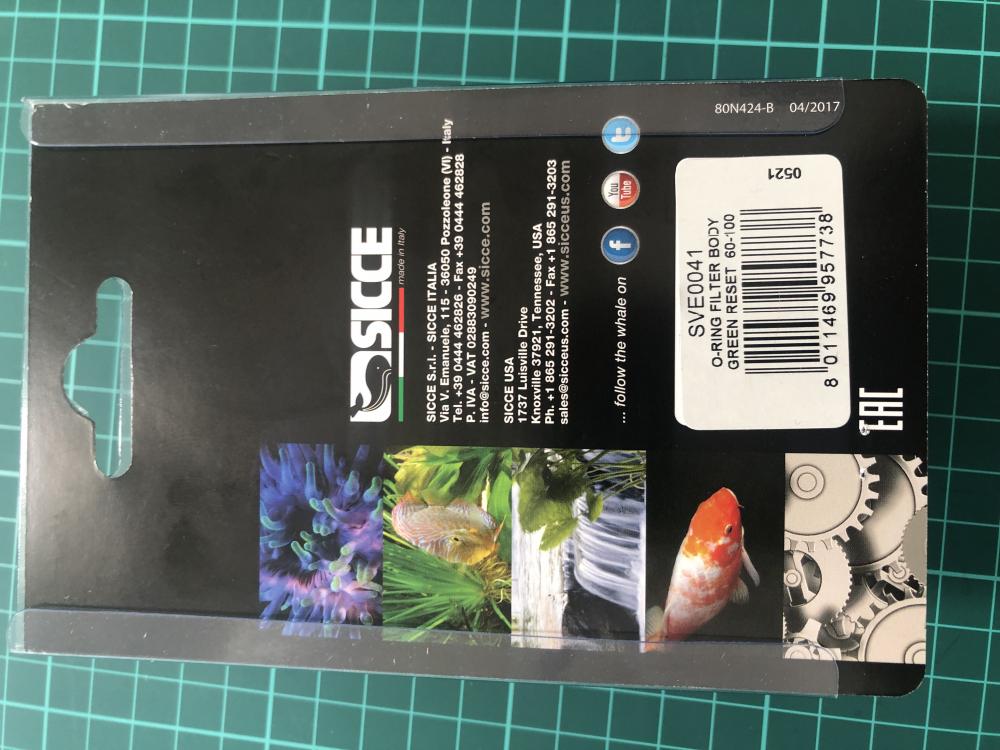 SICCE
made in Italy
SICCE S.r.l. - SICCE ITALIA
Via V. Emanuele, 115 - 36050 Pozzoleone (VI) - Italy
Tel. +39 0444 462826 - Fax +39 0444 462828
P. IVA - VAT 02883090249
info@sicce.com - www.sicce.com
SICCE USA
1737 Luisville Drive
Knoxville 37921, Tennessee, USA
Ph. +1 865 291-3202 - Fax +1 865 291-3203
sales@sicceus.com - www.sicceus.com
... follow the whale on
f
You
Tube
t
SVE0041
O-RING FILTER BODY
GREEN RESET 60-100
8 011469 957738
0521
EAC
80N424-B 04/2017